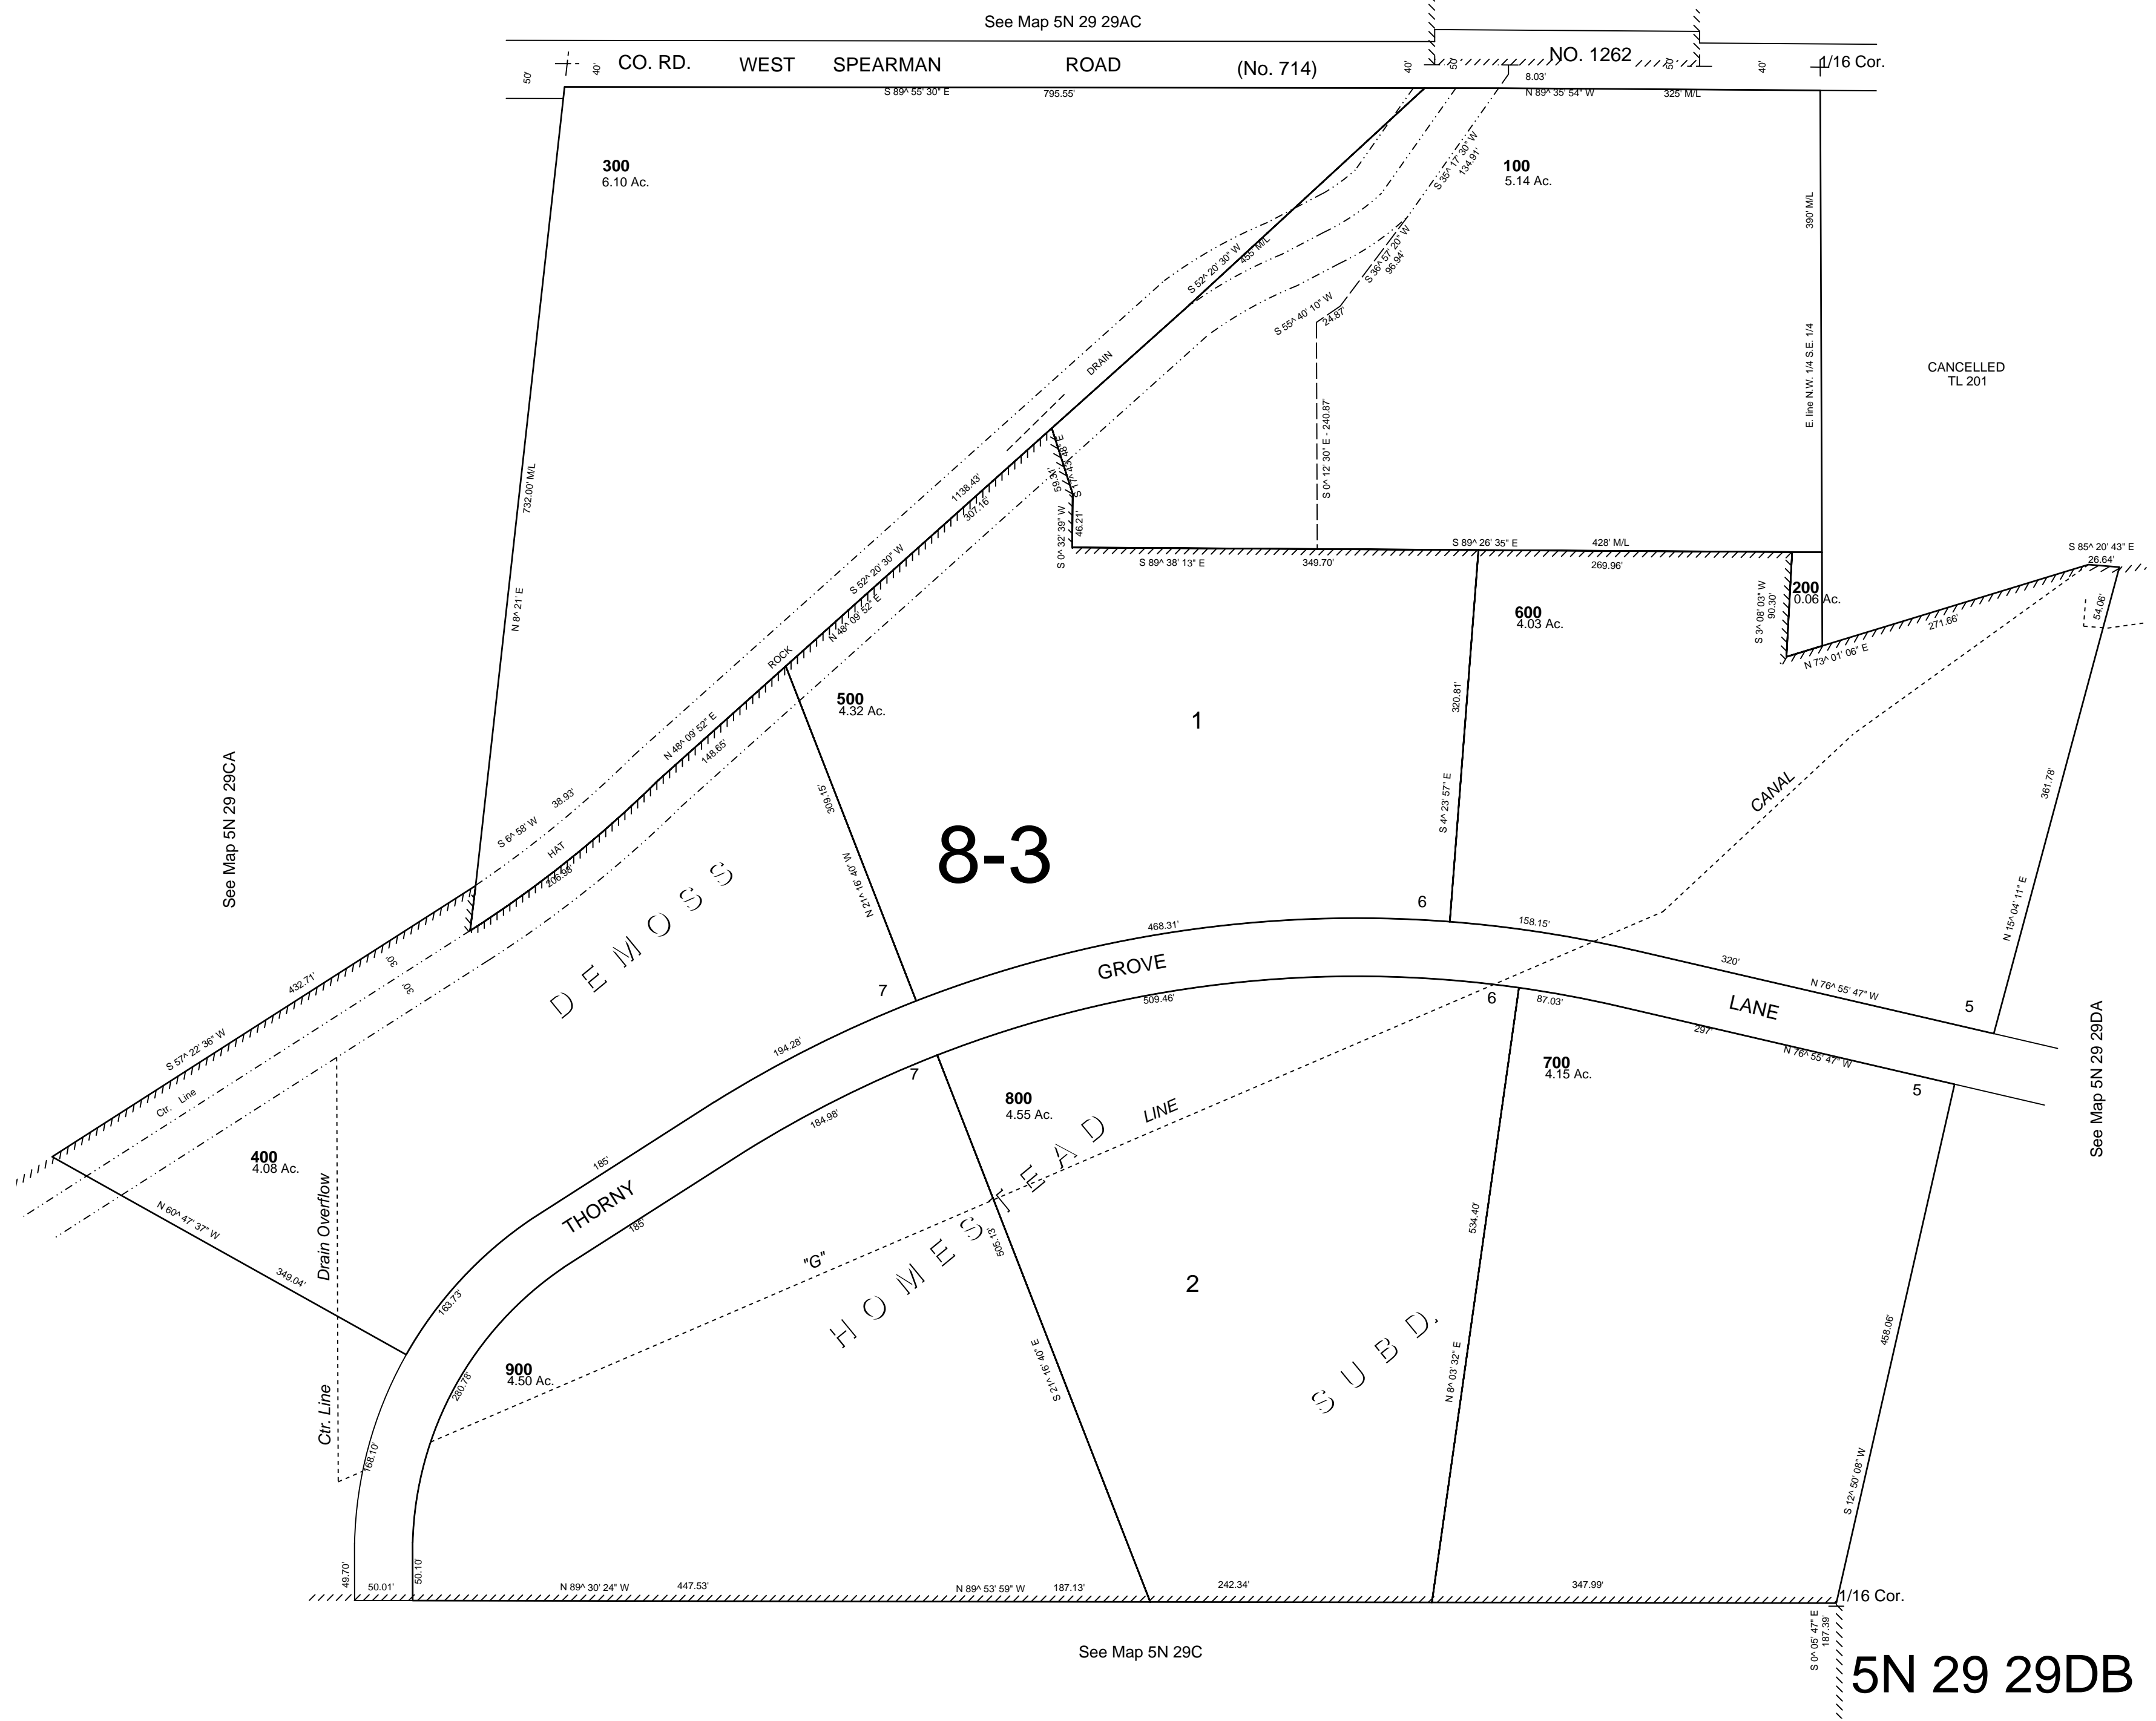 See Map 5N 29 29AC
CO. RD. WEST SPEARMAN ROAD (No. 714) NO. 1262 1/16 Cor.
50' 40' 40' 50' 50' 40'
8.03'
S 89^ 55' 30" E 795.55' N 89^ 35' 54" W 325' M/L
300
6.10 Ac.
100
5.14 Ac.
S 35^ 17' 30" W
134.91'
390' M/L
E. line N.W. 1/4 S.E. 1/4
S 52^ 20' 30" W
455' M/L
S 36^ 57' 20" W
96.94'
S 55^ 40' 10" W
24.87'
DRAIN
CANCELLED
TL 201
S 0^ 12' 30" E - 240.87'
732.00' M/L
N 8^ 21' E
1138.43'
307.16'
S 17^ 43' 48" E
59.31'
S 0^ 32' 39" W
46.21'
S 89^ 26' 35" E 428' M/L
S 89^ 38' 13" E 349.70' 269.96'
S 85^ 20' 43" E
26.64'
54.06'
S 52^ 20' 30" W
N 48^ 09' 52" E
200
0.06 Ac.
S 3^ 08' 03" W
90.30'
271.66'
N 73^ 01' 06" E
600
4.03 Ac.
ROCK
500
4.32 Ac.
1
320.81'
S 4^ 23' 57" E
N 48^ 09' 52" E
148.65'
309.15'
N 21^ 16' 40" W
CANAL
361.78'
N 15^ 04' 11" E
See Map 5N 29 29CA
38.93'
S 6^ 58' W
HAT
206.98'
8-3
DEMOSS
6
468.31'
158.15'
320'
N 76^ 55' 47" W
5
432.71'
S 57^ 22' 36" W
30'
30'
Ctr. Line
7
GROVE
LANE
509.46'
6
87.03'
297'
N 76^ 55' 47" W
5
See Map 5N 29 29DA
194.28'
7
184.98'
800
4.55 Ac.
700
4.15 Ac.
LINE
400
4.08 Ac.
185'
THORNY
185'
N 60^ 47' 37" W
349.04'
Drain Overflow
Ctr. Line
"G"
HOMESTEAD
505.13'
S 21^ 16' 40" E
534.40'
N 8^ 03' 32" E
2
SUBD.
163.73'
900
4.50 Ac.
280.78'
168.10'
458.06'
S 12^ 50' 08" W
49.70'
50.01'
50.10'
N 89^ 30' 24" W 447.53' N 89^ 53' 59" W 187.13' 242.34' 347.99'
1/16 Cor.
S 0^ 05' 47" E
187.39'
See Map 5N 29C
5N 29 29DB